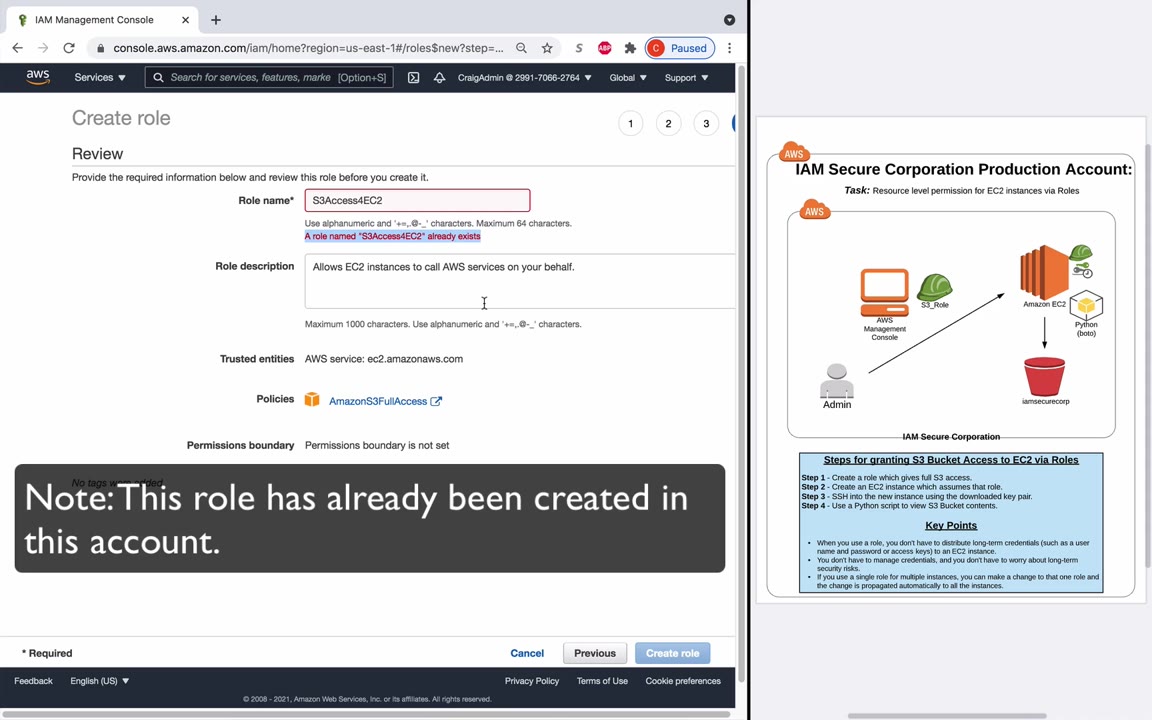 IAM Management Console
console.aws.amazon.com/iam/home?region=us-east-1#/roles$new?step=...
S
ABP
C Paused
aws
Services
Search for services, features, marke [Option+S]
CraigAdmin @ 2991-7066-2764
Global
Support
Create role
1 2 3
Review
Provide the required information below and review this role before you create it.
Role name* S3Access4EC2
Use alphanumeric and '+=,.@-_' characters. Maximum 64 characters.
A role named "S3Access4EC2" already exists
Role description Allows EC2 instances to call AWS services on your behalf.
Maximum 1000 characters. Use alphanumeric and '+=,.@-_' characters.
Trusted entities AWS service: ec2.amazonaws.com
Policies AmazonS3FullAccess
Permissions boundary Permissions boundary is not set
No tags were added.
Note: This role has already been created in
this account.
* Required
Cancel
Previous
Create role
Feedback
English (US)
Privacy Policy
Terms of Use
Cookie preferences
© 2008 - 2021, Amazon Web Services, Inc. or its affiliates. All rights reserved.
AWS
IAM Secure Corporation Production Account:
Task: Resource level permission for EC2 instances via Roles
AWS
S3_Role
AWS
Management
Console
Amazon EC2
Python
(boto)
Admin
iamsecurecorp
IAM Secure Corporation
Steps for granting S3 Bucket Access to EC2 via Roles
Step 1 - Create a role which gives full S3 access.
Step 2 - Create an EC2 instance which assumes that role.
Step 3 - SSH into the new instance using the downloaded key pair.
Step 4 - Use a Python script to view S3 Bucket contents.
Key Points
• When you use a role, you don't have to distribute long-term credentials (such as a user
name and password or access keys) to an EC2 instance.
• You don't have to manage credentials, and you don't have to worry about long-term
security risks.
• If you use a single role for multiple instances, you can make a change to that one role and
the change is propagated automatically to all the instances.